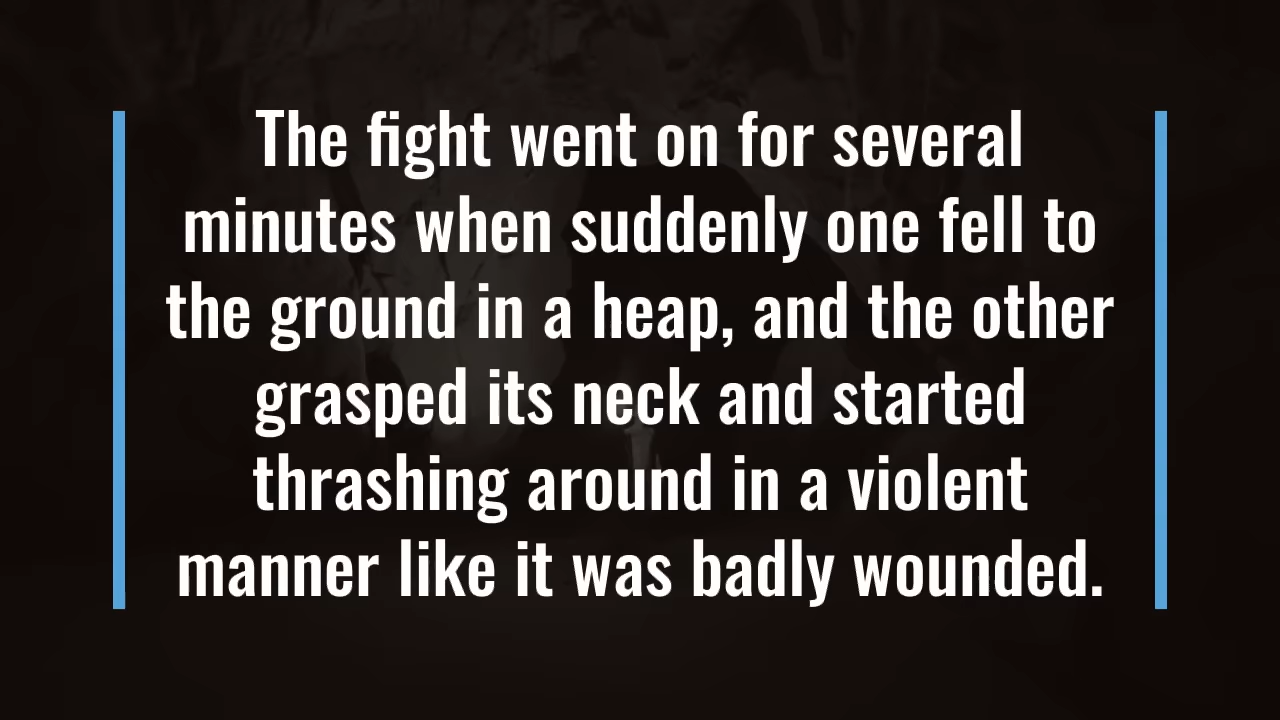 The fight went on for several
minutes when suddenly one fell to
the ground in a heap, and the other
grasped its neck and started
thrashing around in a violent
manner like it was badly wounded.